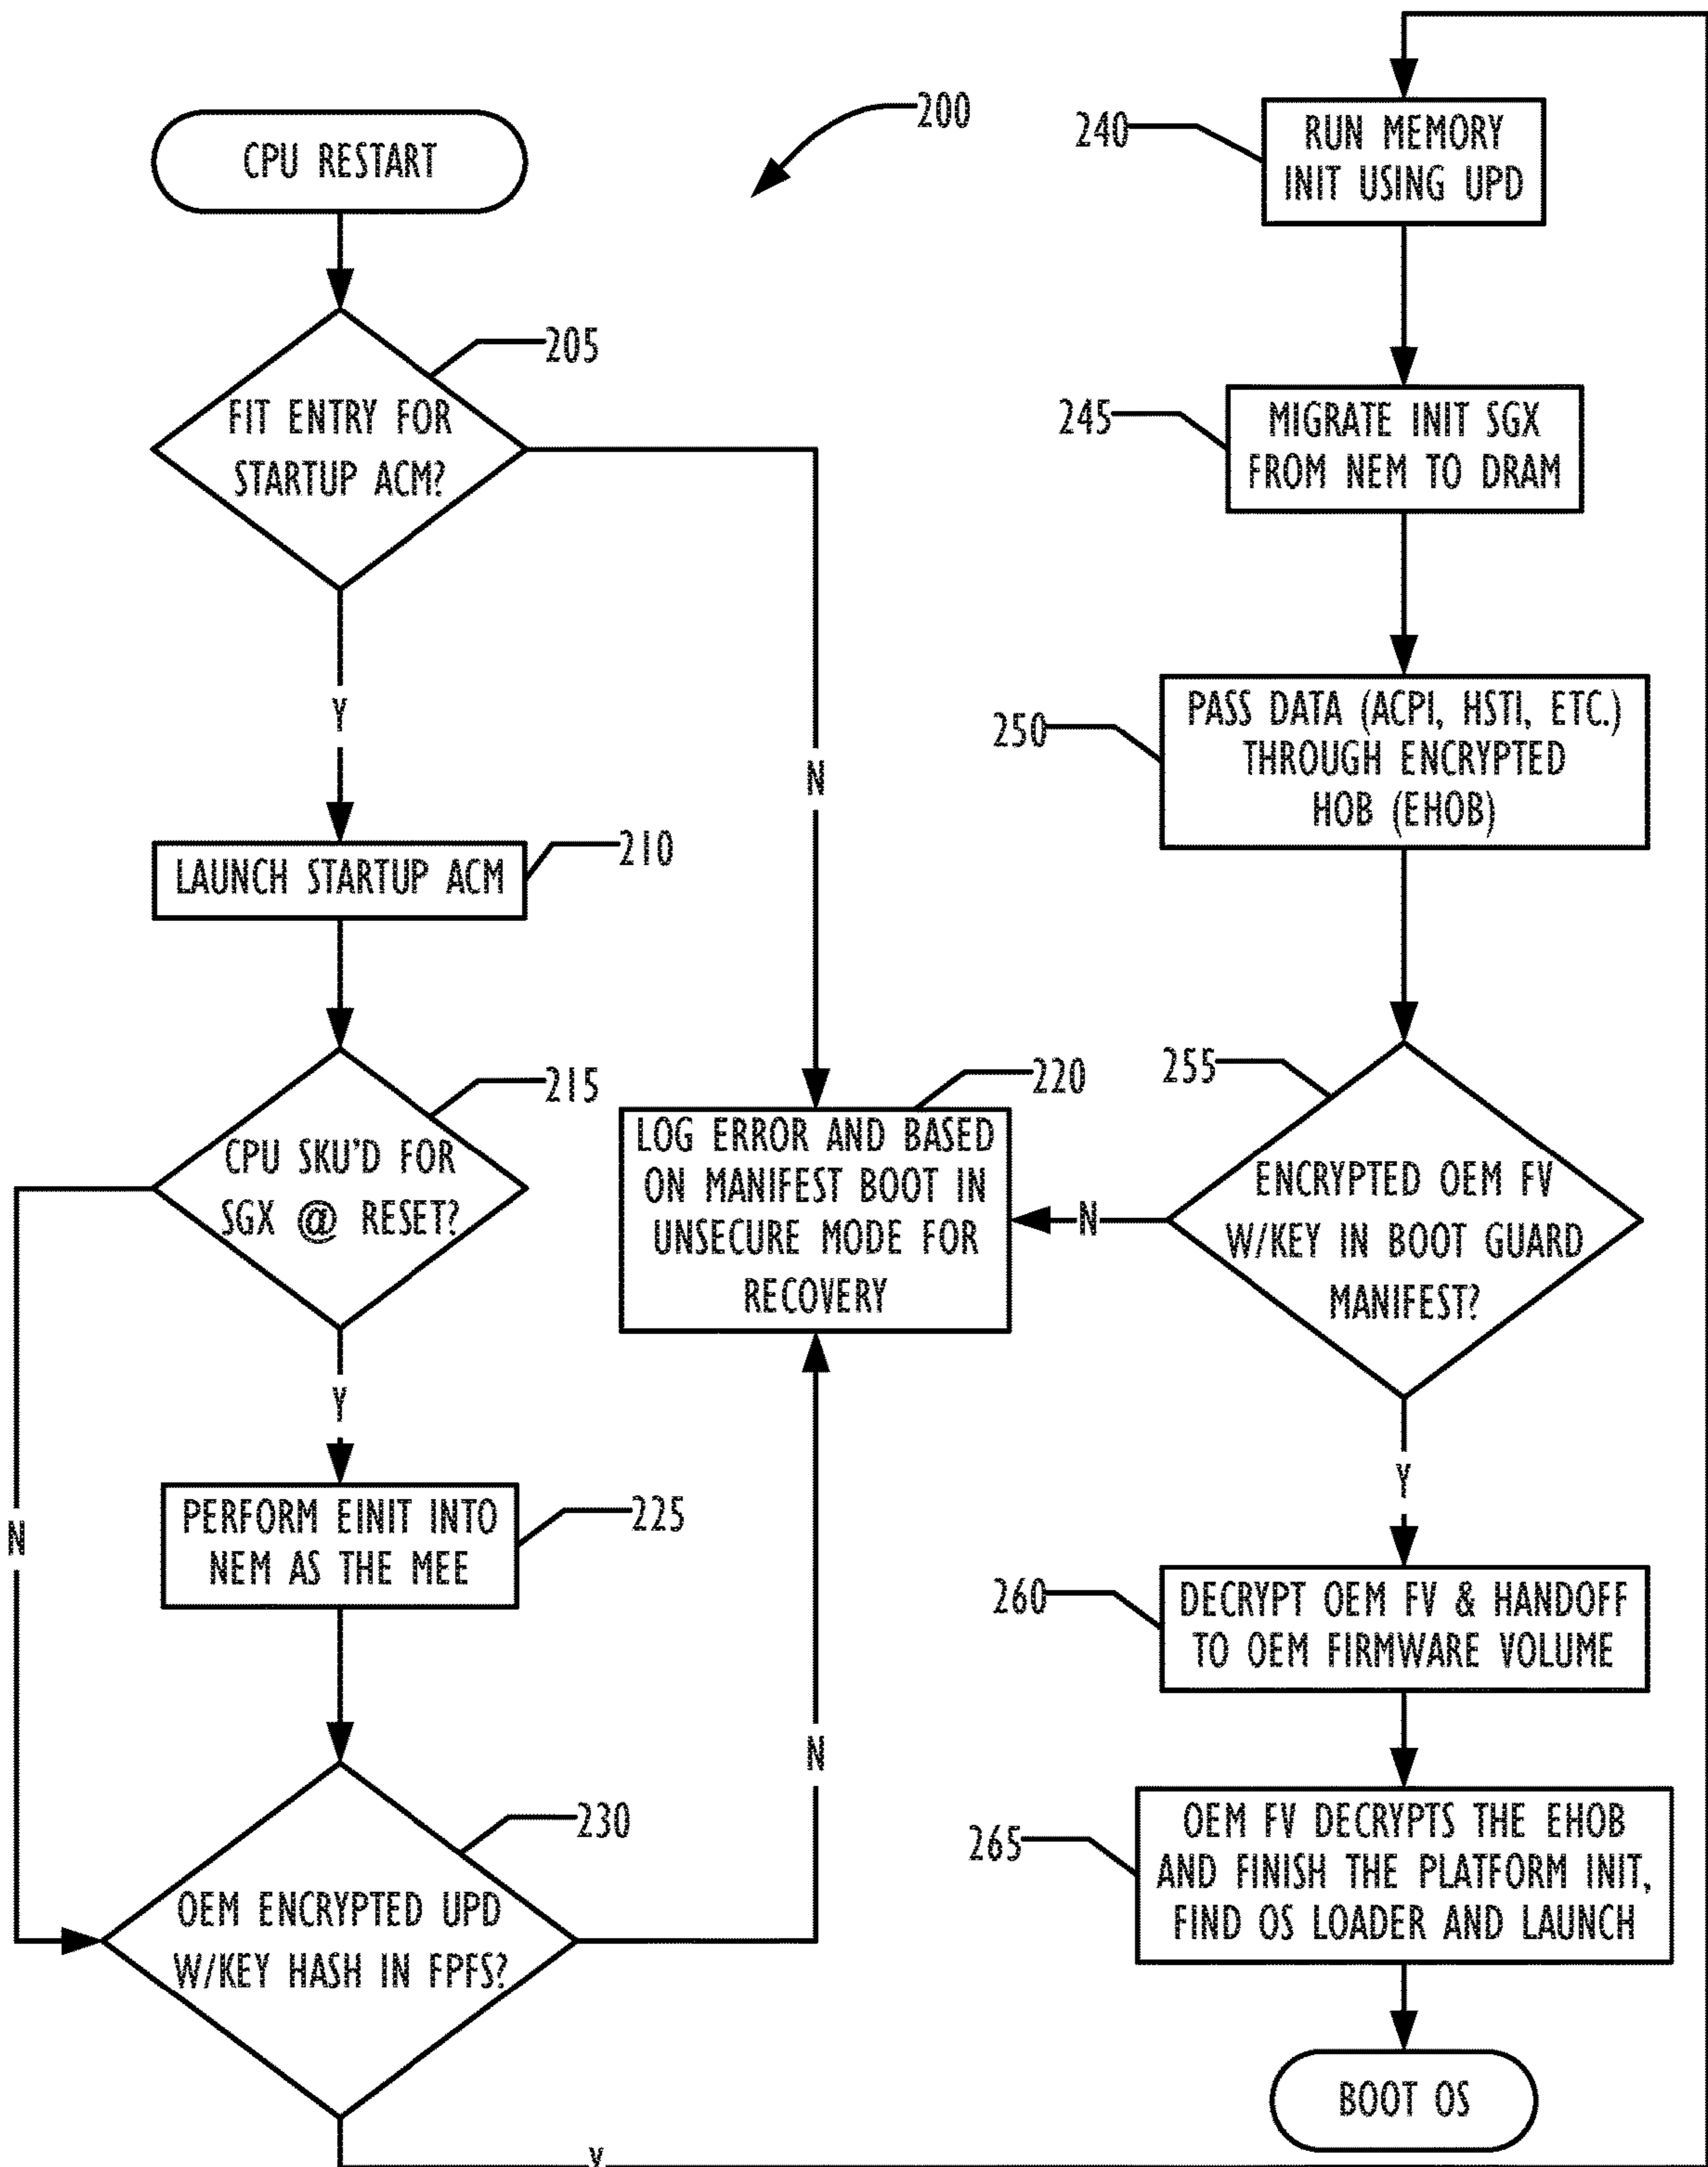 200
CPU RESTART
205
FIT ENTRY FOR
STARTUP ACM?
Y
N
LAUNCH STARTUP ACM
210
215
CPU SKU'D FOR
SGX @ RESET?
N
Y
220
LOG ERROR AND BASED
ON MANIFEST BOOT IN
UNSECURE MODE FOR
RECOVERY
PERFORM EINIT INTO
NEM AS THE MEE
225
230
OEM ENCRYPTED UPD
W/KEY HASH IN FPFS?
N
Y
240
RUN MEMORY
INIT USING UPD
245
MIGRATE INIT SGX
FROM NEM TO DRAM
250
PASS DATA (ACPI, HSTI, ETC.)
THROUGH ENCRYPTED
HOB (EHOB)
255
ENCRYPTED OEM FV
W/KEY IN BOOT GUARD
MANIFEST?
N
Y
260
DECRYPT OEM FV & HANDOFF
TO OEM FIRMWARE VOLUME
265
OEM FV DECRYPTS THE EHOB
AND FINISH THE PLATFORM INIT,
FIND OS LOADER AND LAUNCH
BOOT OS